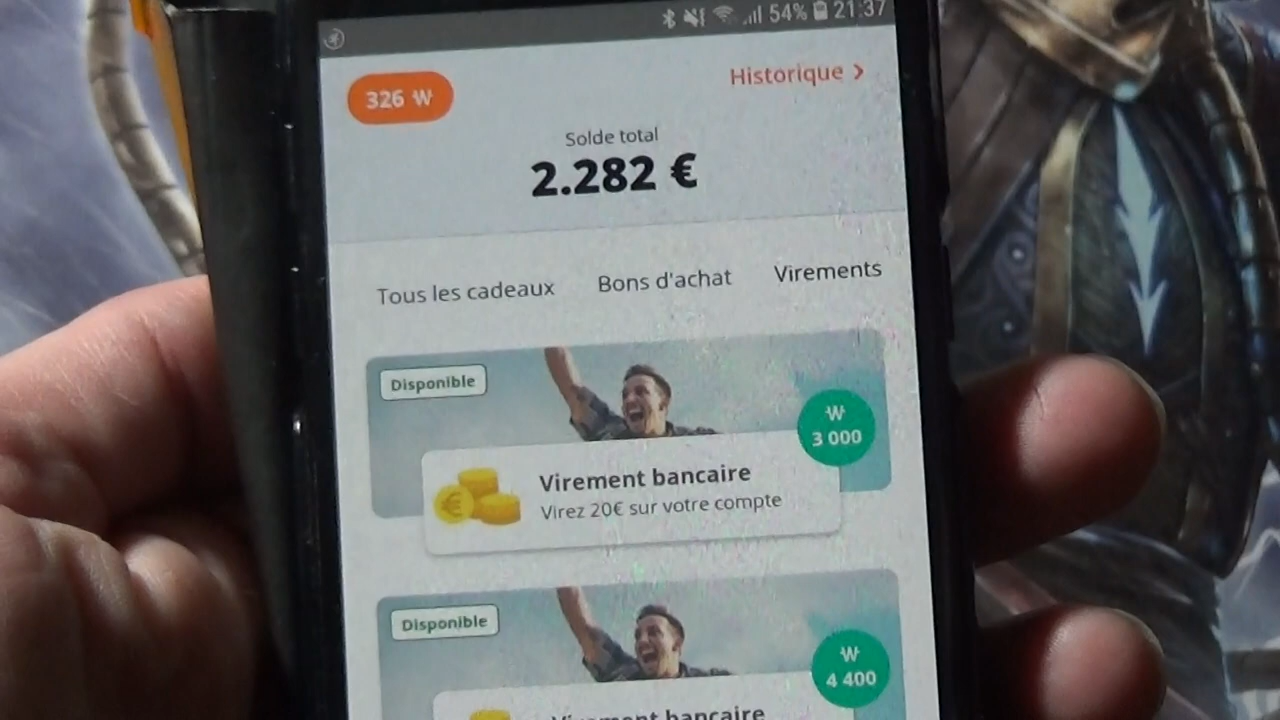 54% 21:37
326 ₩
Historique >
Solde total
2.282 €
Tous les cadeaux Bons d'achat Virements
Disponible
₩
3 000
Virement bancaire
Virez 20€ sur votre compte
Disponible
₩
4 400
Virement bancaire